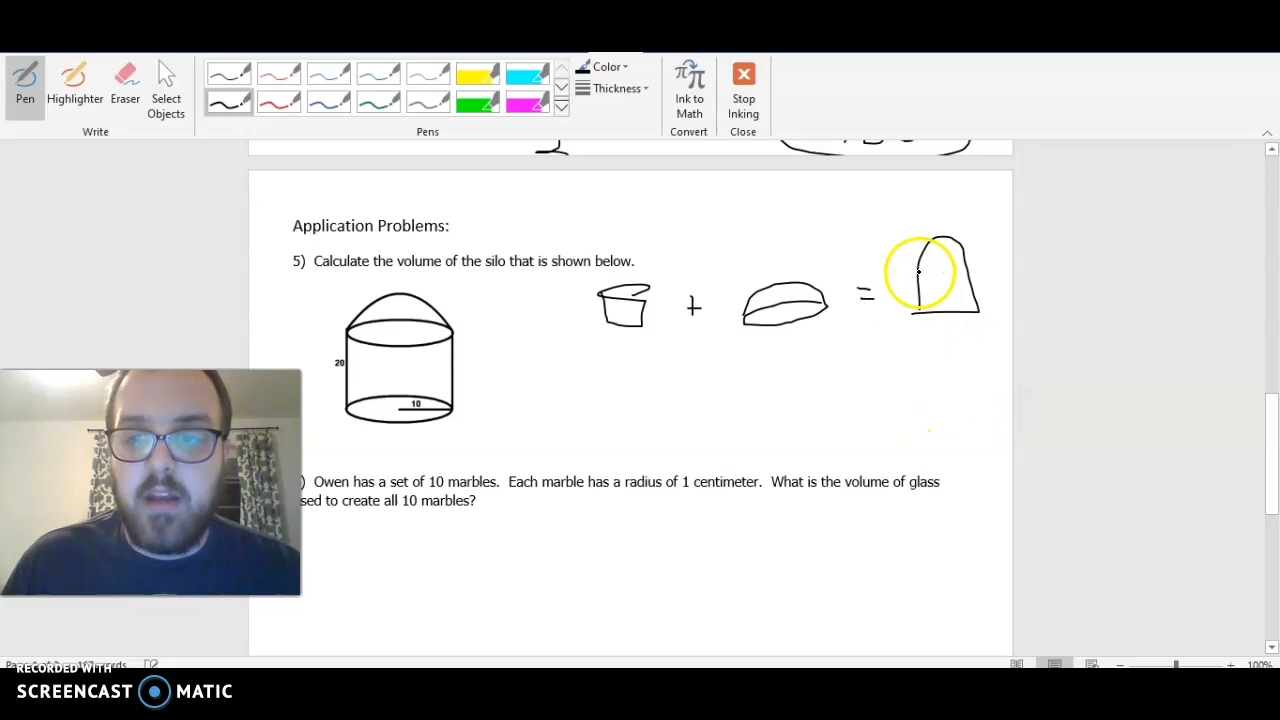 Color
Thickness
Pen
Highlighter
Eraser
Select
Objects
Ink to
Math
Stop
Inking
Write
Pens
Convert
Close
Application Problems:
5) Calculate the volume of the silo that is shown below.
+
=
20
10
) Owen has a set of 10 marbles. Each marble has a radius of 1 centimeter. What is the volume of glass
sed to create all 10 marbles?
100%
RECORDED WITH
SCREENCAST MATIC